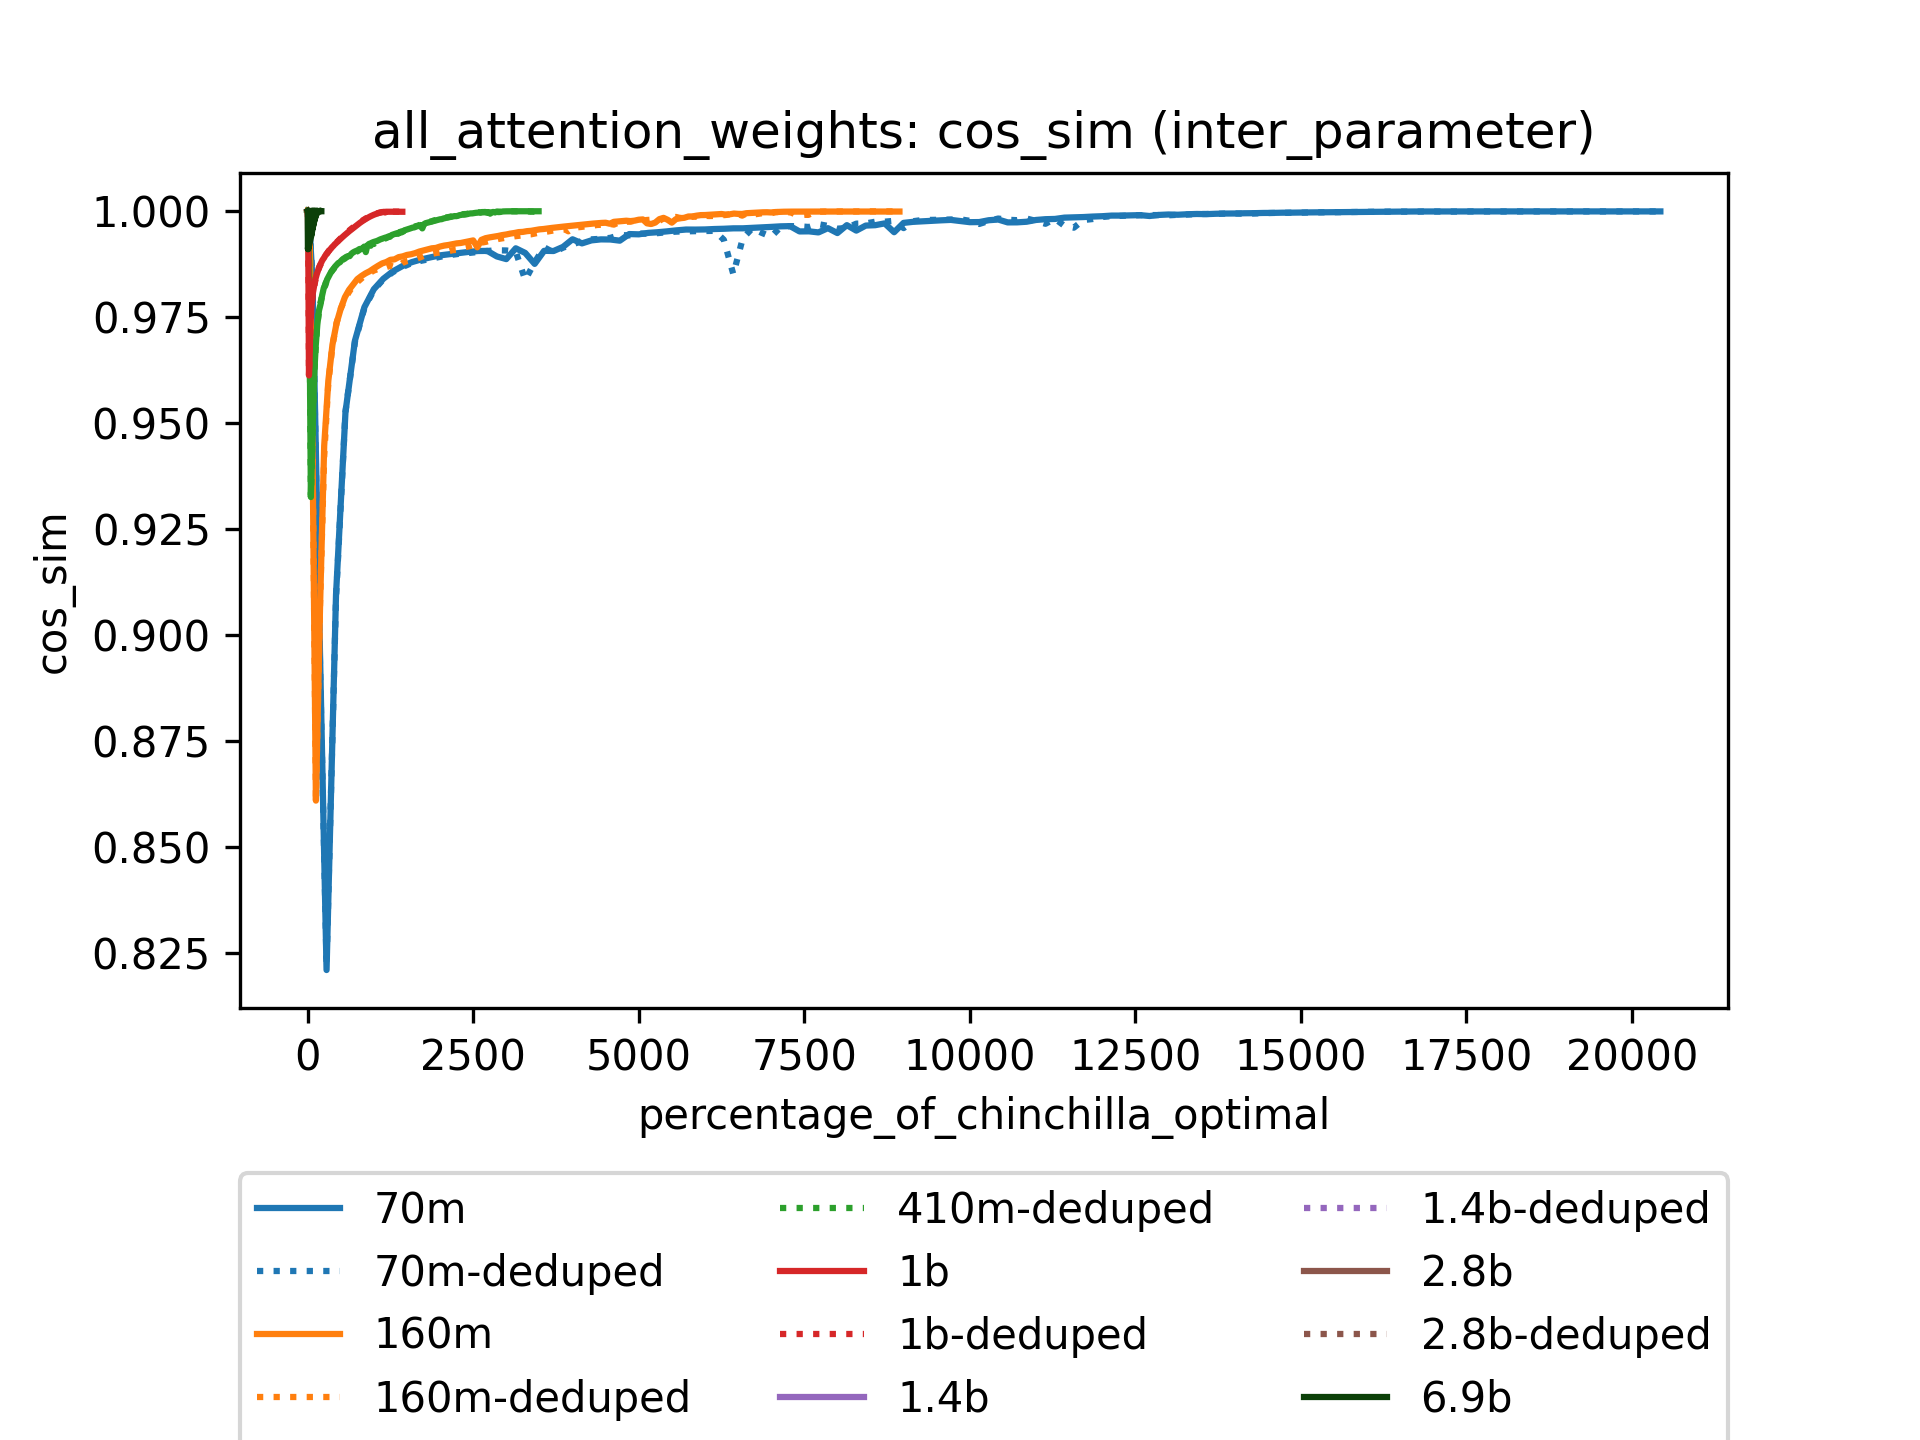 all_attention_weights: cos_sim (inter_parameter)
1.000
0.975
0.950
0.925
0.900
0.875
0.850
0.825
cos_sim
0 2500 5000 7500 10000 12500 15000 17500 20000
percentage_of_chinchilla_optimal
70m
70m-deduped
160m
160m-deduped
410m-deduped
1b
1b-deduped
1.4b
1.4b-deduped
2.8b
2.8b-deduped
6.9b